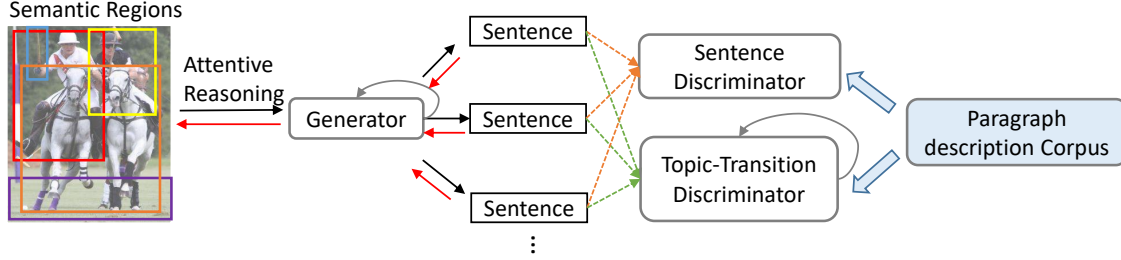 Semantic Regions
Attentive
Reasoning
Generator
Sentence
Sentence
Sentence
...
Sentence
Discriminator
Topic-Transition
Discriminator
Paragraph
description Corpus